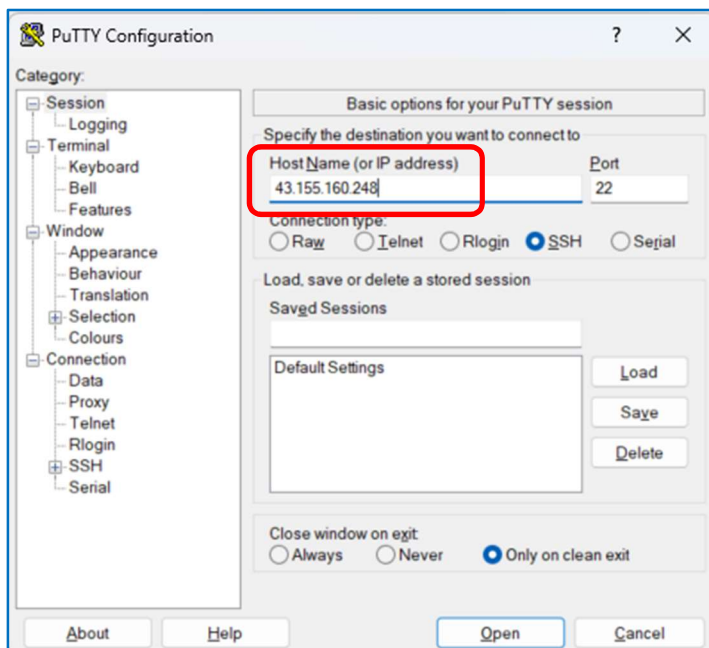 PuTTY Configuration ? ×
Category:
Session
Logging
Terminal
Keyboard
Bell
Features
Window
Appearance
Behaviour
Translation
Selection
Colours
Connection
Data
Proxy
Telnet
Rlogin
SSH
Serial
Basic options for your PuTTY session
Specify the destination you want to connect to
Host Name (or IP address) Port
43.155.160.248 22
Connection type:
Raw Telnet Rlogin SSH Serial
Load, save or delete a stored session
Saved Sessions
Default Settings
Load
Save
Delete
Close window on exit:
Always Never Only on clean exit
About Help Open Cancel